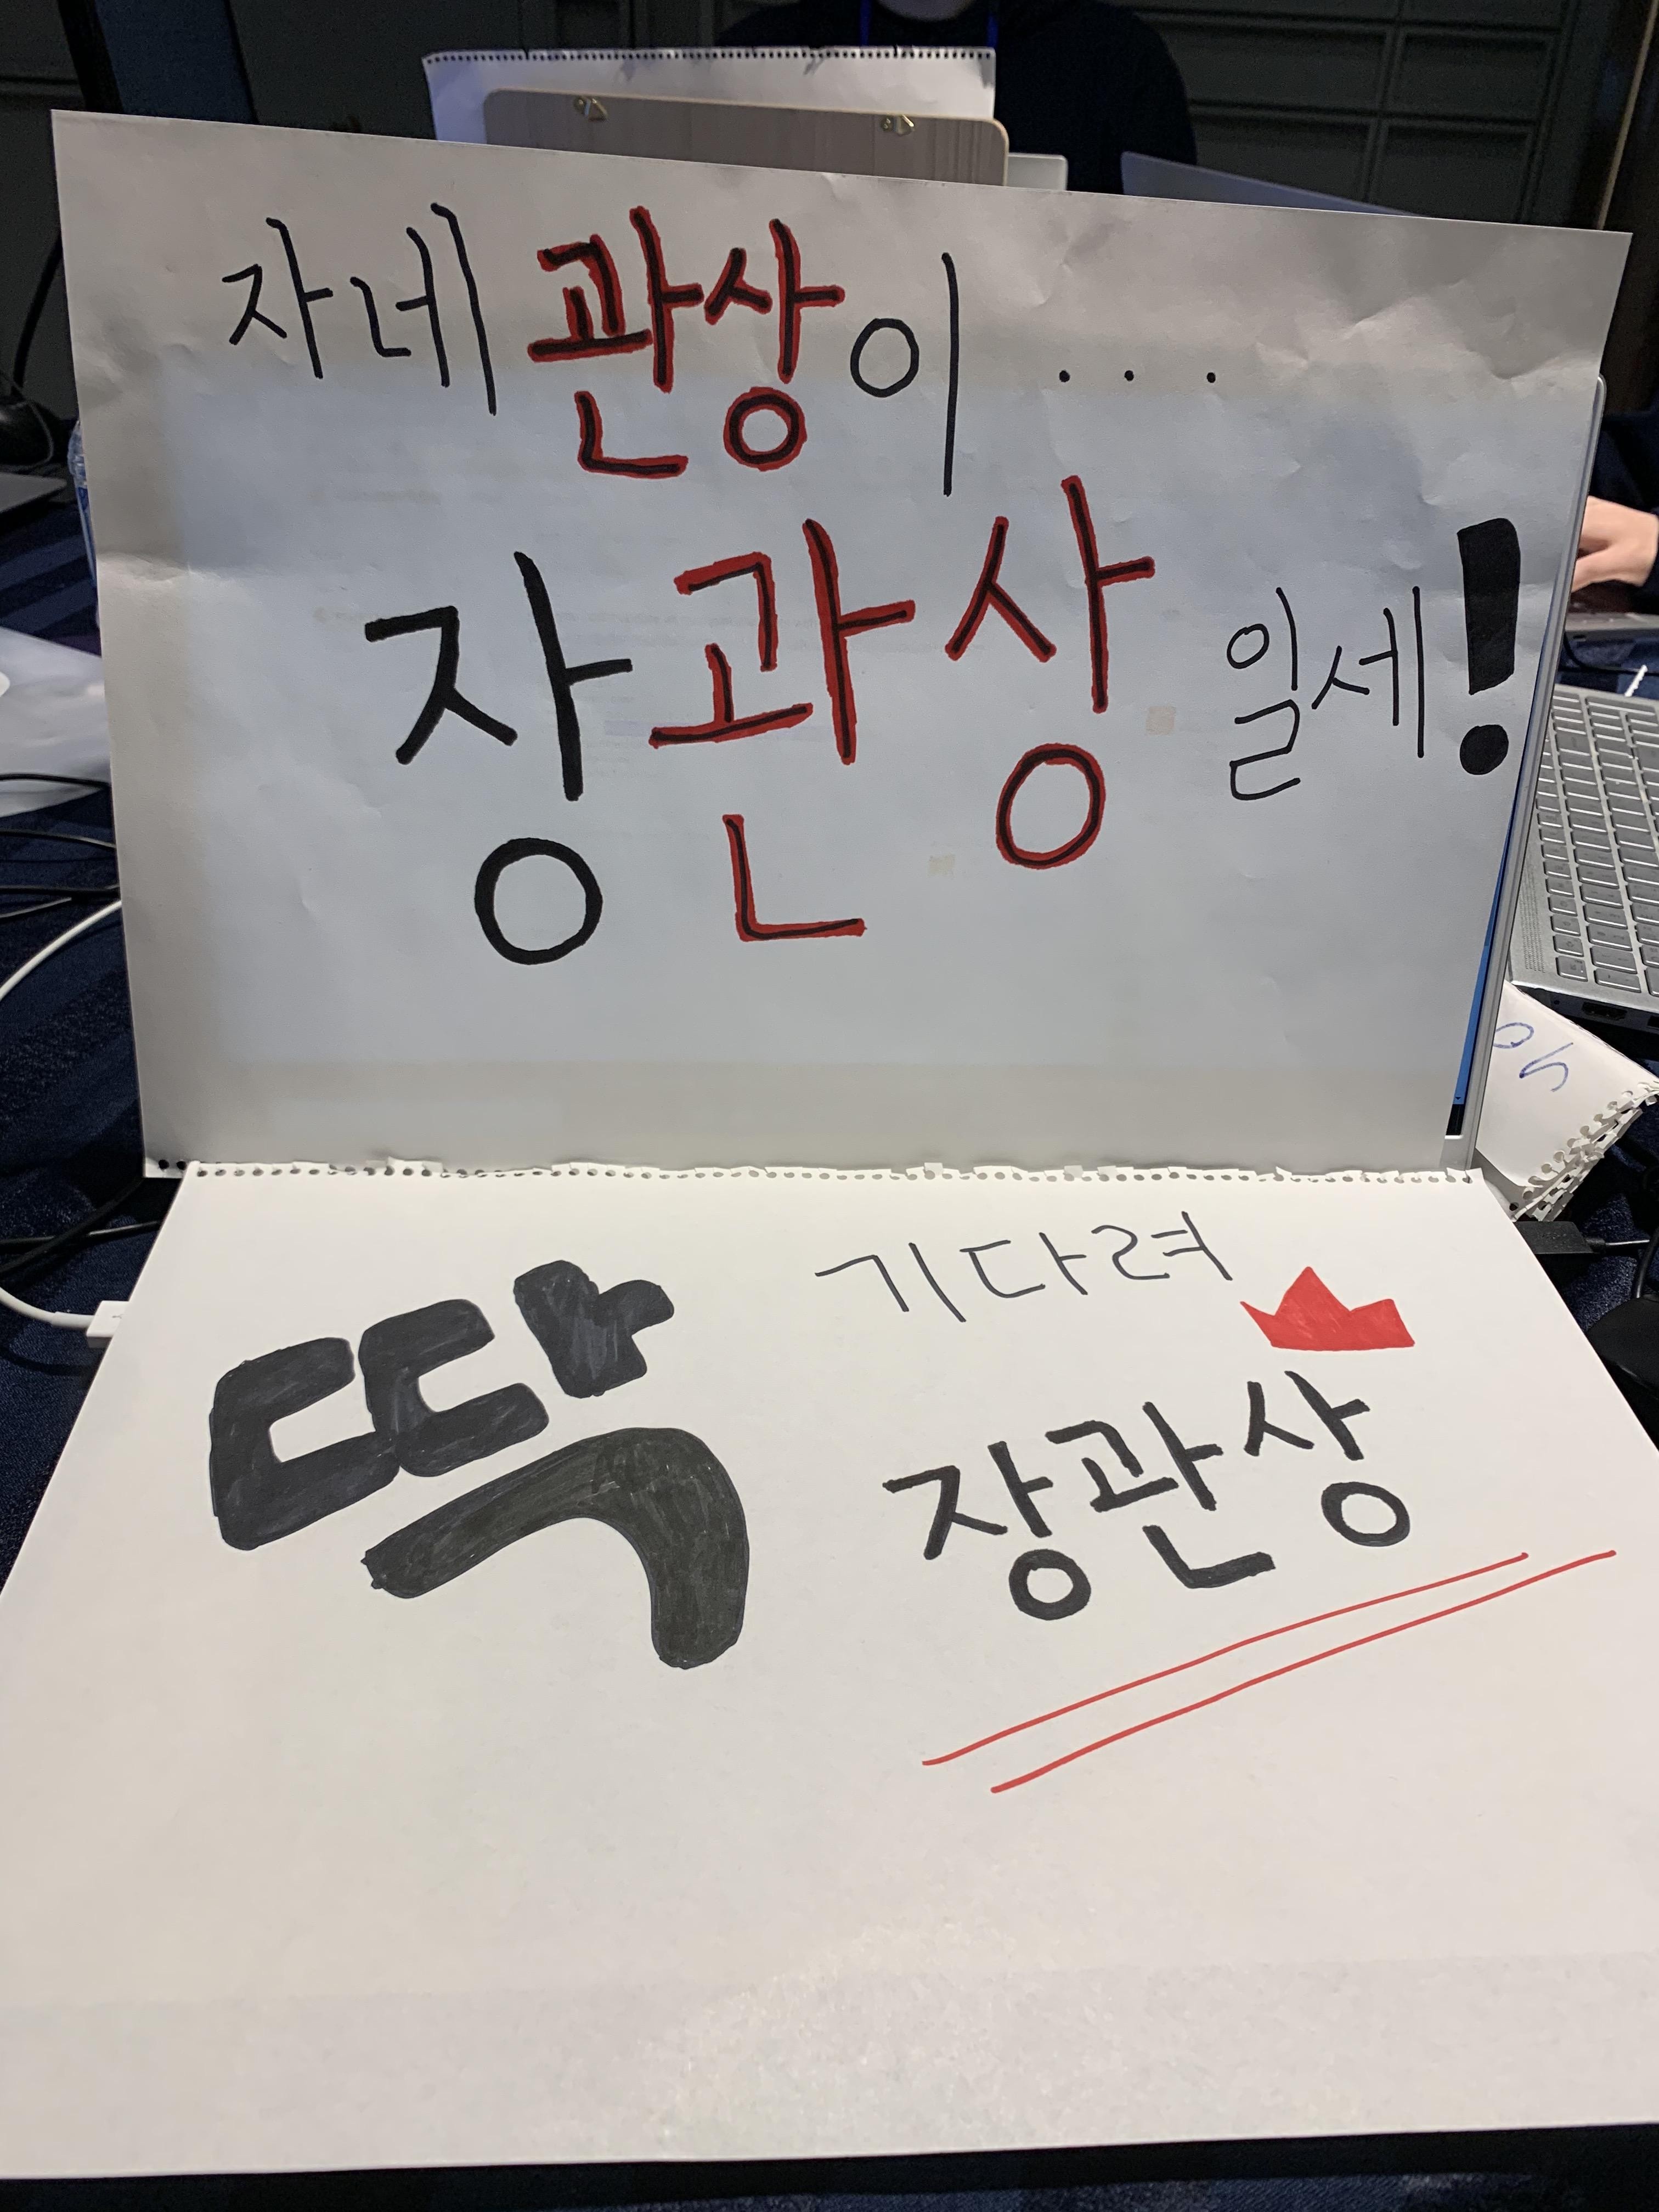 자네 관상이 ...
장관상 일세!
기다려
딱 장관상